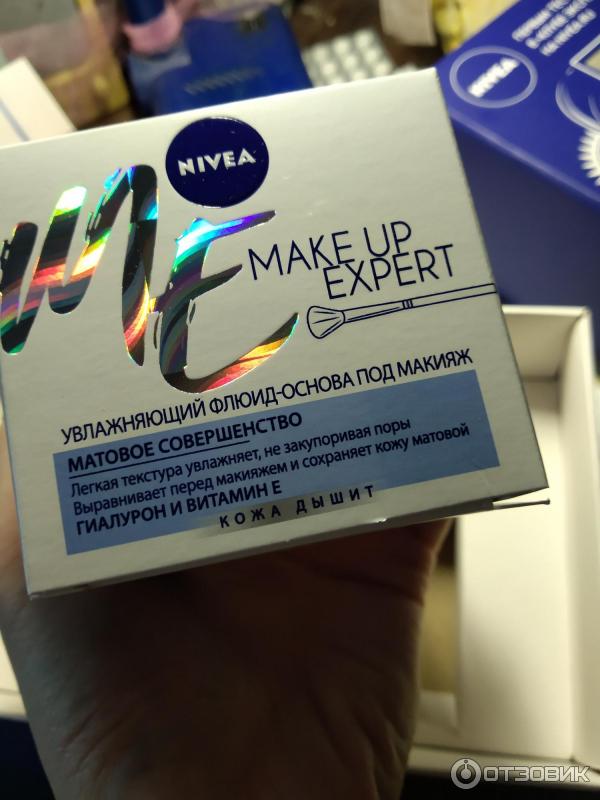 NIVEA
ME
MAKE UP
EXPERT
УВЛАЖНЯЮЩИЙ ФЛЮИД-ОСНОВА ПОД МАКИЯЖ
МАТОВОЕ СОВЕРШЕНСТВО
Легкая текстура увлажняет, не закупоривая поры
Выравнивает перед макияжем и сохраняет кожу матовой
ГИАЛУРОН И ВИТАМИН Е
КОЖА ДЫШИТ
NIVEA
ОТЗОВИК